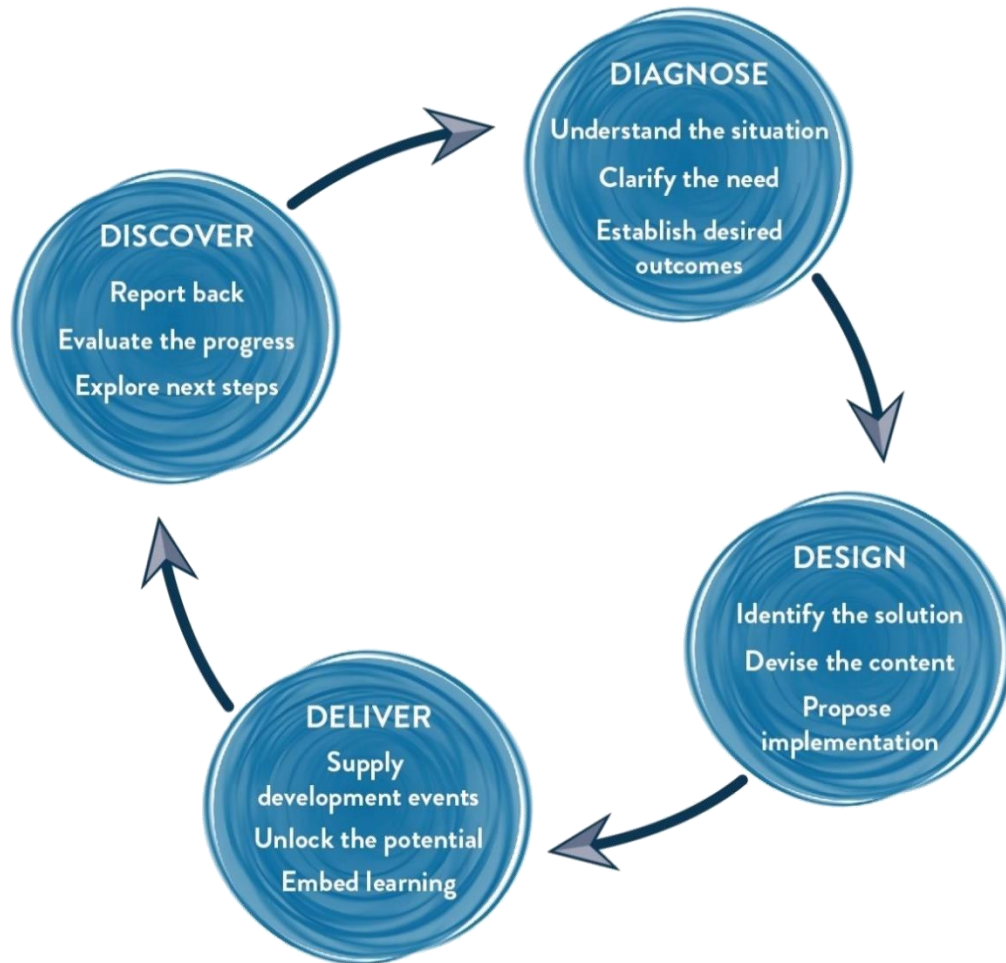 DIAGNOSE
Understand the situation
Clarify the need
Establish desired
outcomes
DESIGN
Identify the solution
Devise the content
Propose
implementation
DELIVER
Supply
development events
Unlock the potential
Embed learning
DISCOVER
Report back
Evaluate the progress
Explore next steps